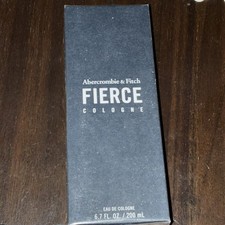 Abercrombie & Fitch
FIERCE
COLOGNE
EAU DE COLOGNE
6.7 FL. OZ. / 200 mL